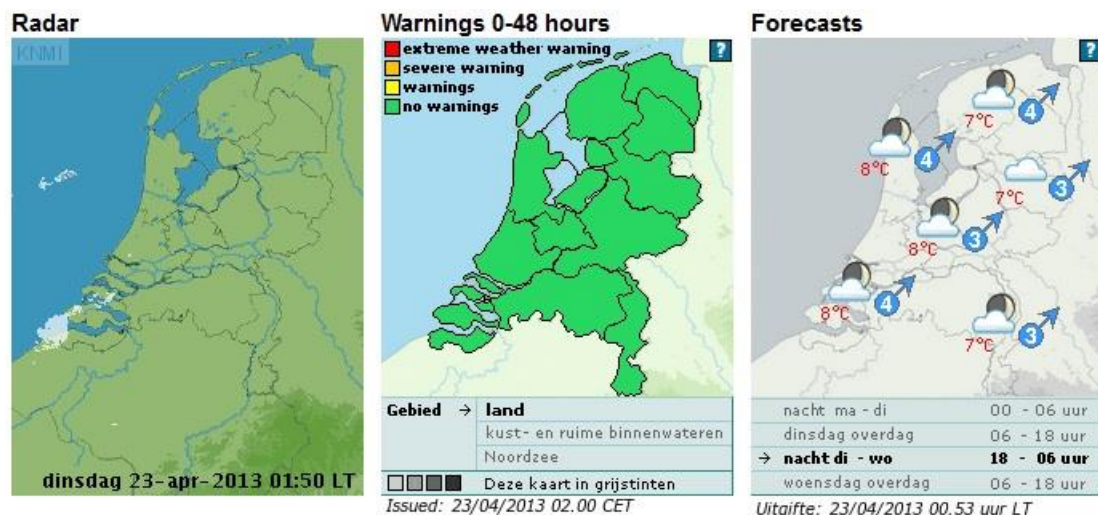 Radar
KNMI
dinsdag 23-apr-2013 01:50 LT
Warnings 0-48 hours
?
extreme weather warning
severe warning
warnings
no warnings
Gebied → land
kust- en ruime binnenwateren
Noordzee
Deze kaart in grijstinten
Issued: 23/04/2013 02.00 CET
Forecasts
?
7°C 4
8°C 4
7°C 3
8°C 3
8°C 4
7°C 3
nacht ma - di 00 - 06 uur
dinsdag overdag 06 - 18 uur
→ nacht di - wo 18 - 06 uur
woensdag overdag 06 - 18 uur
Uitgifte: 23/04/2013 00.53 uur LT